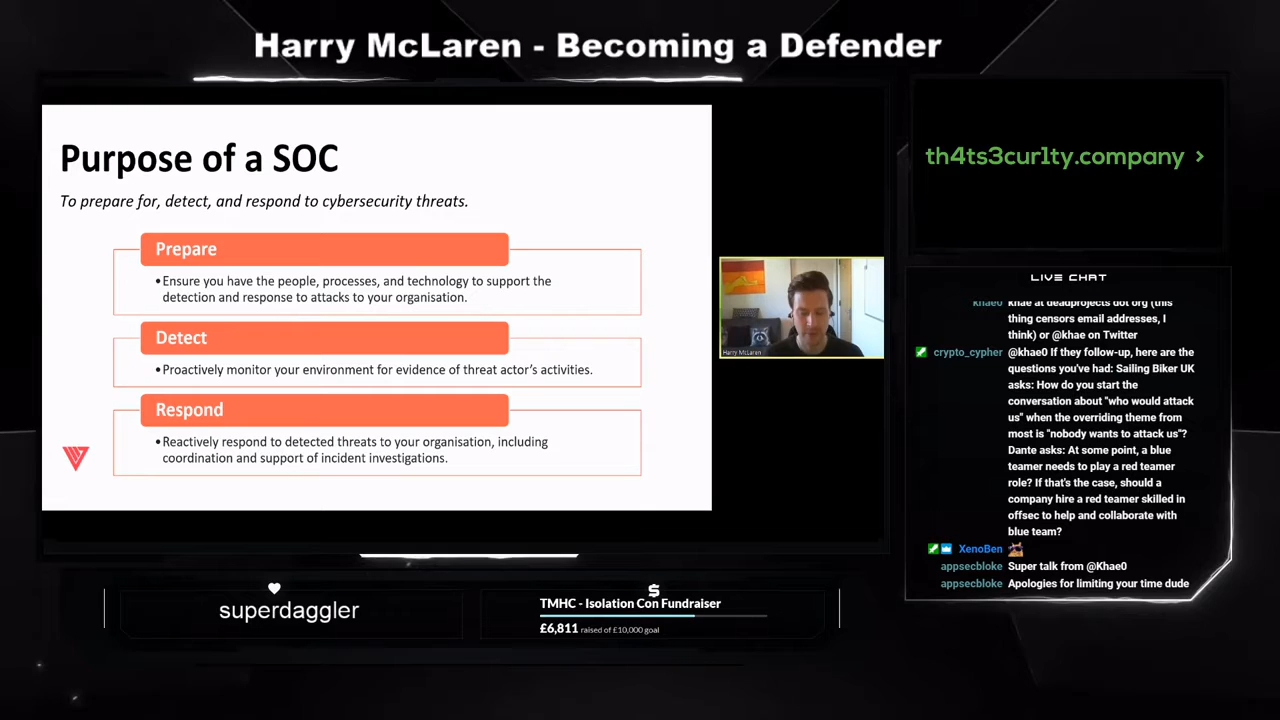 Harry McLaren - Becoming a Defender
Purpose of a SOC
To prepare for, detect, and respond to cybersecurity threats.
Prepare
•Ensure you have the people, processes, and technology to support the
detection and response to attacks to your organisation.
Detect
•Proactively monitor your environment for evidence of threat actor's activities.
Respond
•Reactively respond to detected threats to your organisation, including
coordination and support of incident investigations.
Harry McLaren
th4ts3cur1ty.company >
LIVE CHAT
khae0 khae at deadprojects dot org (this
thing censors email addresses, I
think) or @khae on Twitter
crypto_cypher @khae0 If they follow-up, here are the
questions you've had: Sailing Biker UK
asks: How do you start the
conversation about "who would attack
us" when the overriding theme from
most is "nobody wants to attack us"?
Dante asks: At some point, a blue
teamer needs to play a red teamer
role? If that's the case, should a
company hire a red teamer skilled in
offsec to help and collaborate with
blue team?
XenoBen
appsecbloke Super talk from @Khae0
appsecbloke Apologies for limiting your time dude
superdaggler
TMHC - Isolation Con Fundraiser
£6,811 raised of £10,000 goal